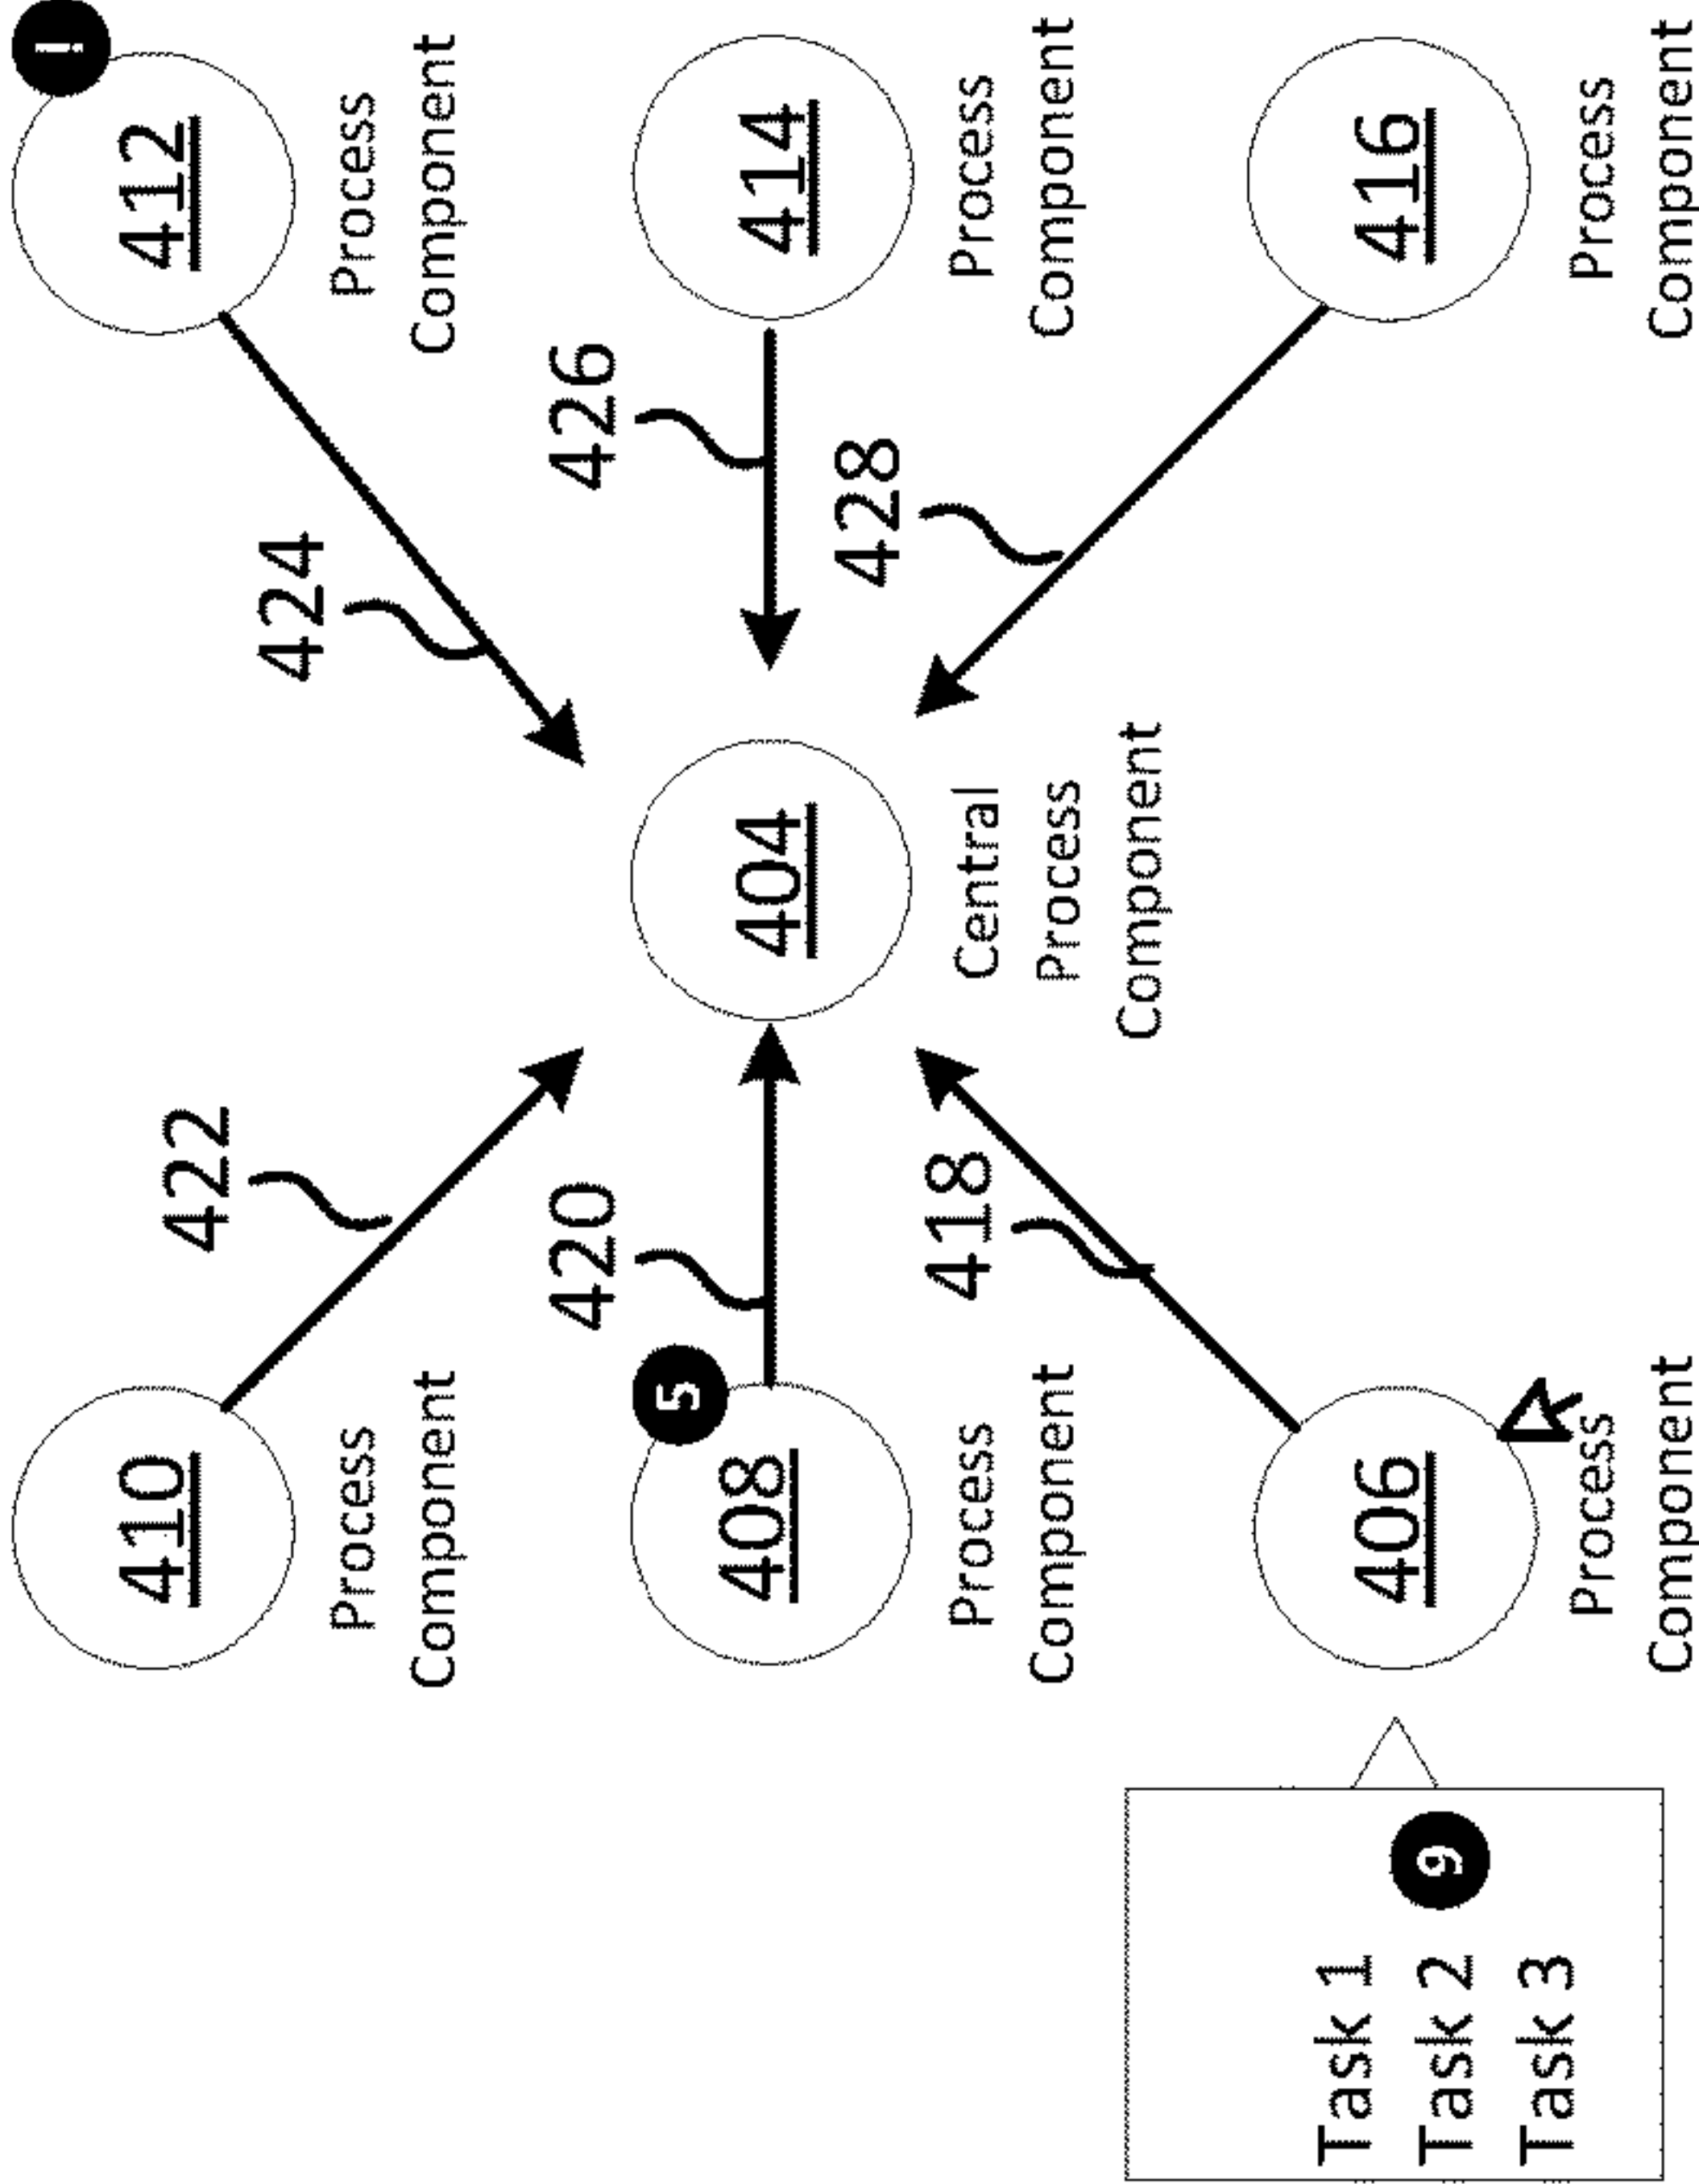 410
Process
Component
422
424
!
412
Process
Component
5
408
Process
Component
420
404
Central
Process
Component
426
414
Process
Component
Task 1
Task 2 9
Task 3
406
Process
Component
418
428
416
Process
Component